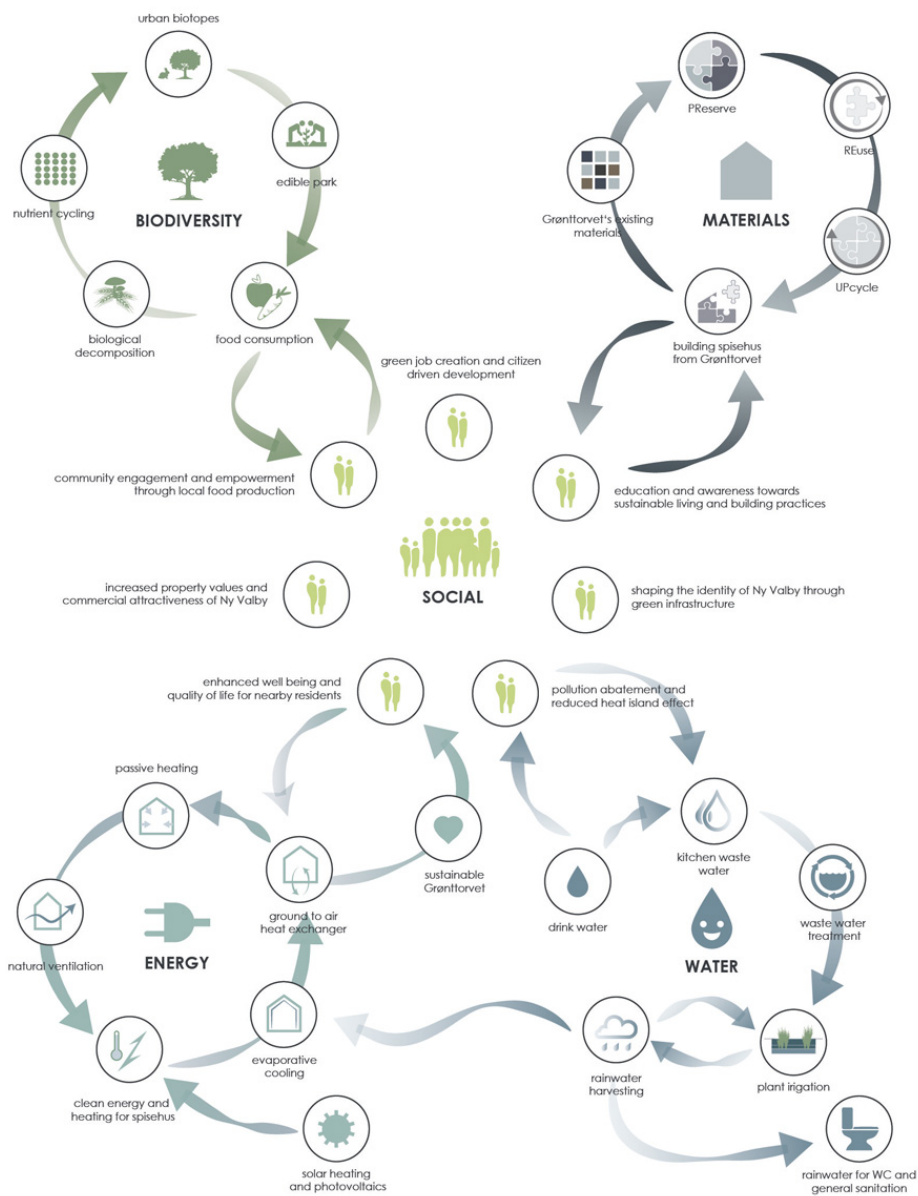 urban biotopes
edible park
nutrient cycling
BIODIVERSITY
biological
decomposition
food consumption
PReserve
REuse
Grønttorvet's existing
materials
MATERIALS
UPcycle
building spisehus
from Grønttorvet
green job creation and citizen
driven development
community engagement and empowerment
through local food production
education and awareness towards
sustainable living and building practices
increased property values and
commercial attractiveness of Ny Valby
SOCIAL
shaping the identity of Ny Valby through
green infrastructure
enhanced well being and
quality of life for nearby residents
pollution abatement and
reduced heat island effect
passive heating
sustainable
Grønttorvet
ground to air
heat exchanger
natural ventilation
ENERGY
evaporative
cooling
clean energy and
heating for spisehus
solar heating
and photovoltaics
kitchen waste
water
drink water
waste water
treatment
WATER
rainwater
harvesting
plant irigation
rainwater for WC and
general sanitation